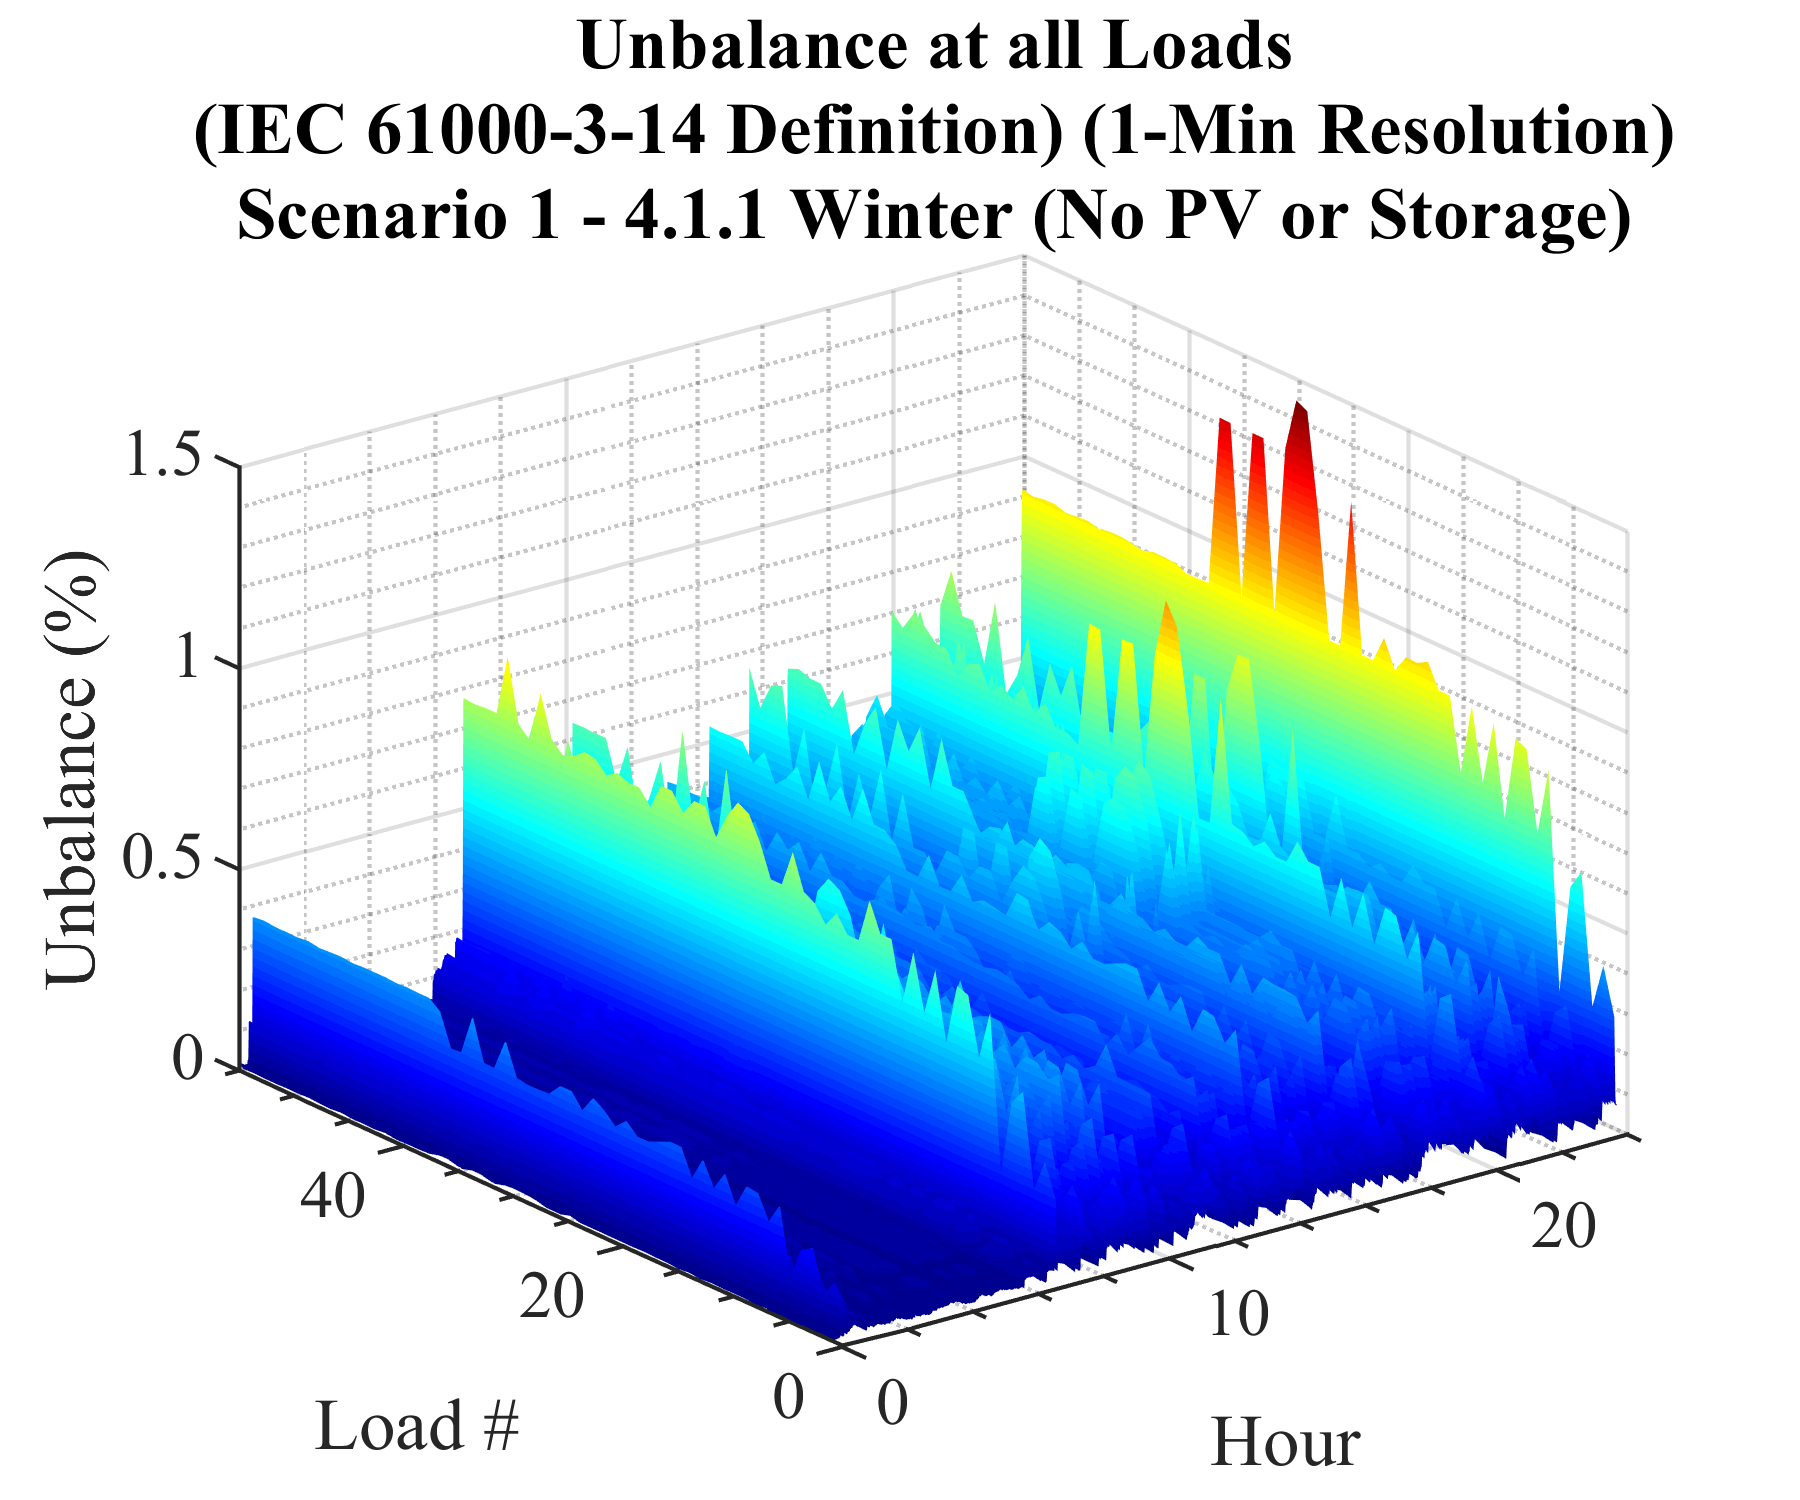 Unbalance at all Loads
(IEC 61000-3-14 Definition) (1-Min Resolution)
Scenario 1 - 4.1.1 Winter (No PV or Storage)
1.5
1
0.5
0
Unbalance (%)
40
20
0
Load #
0
10
20
Hour